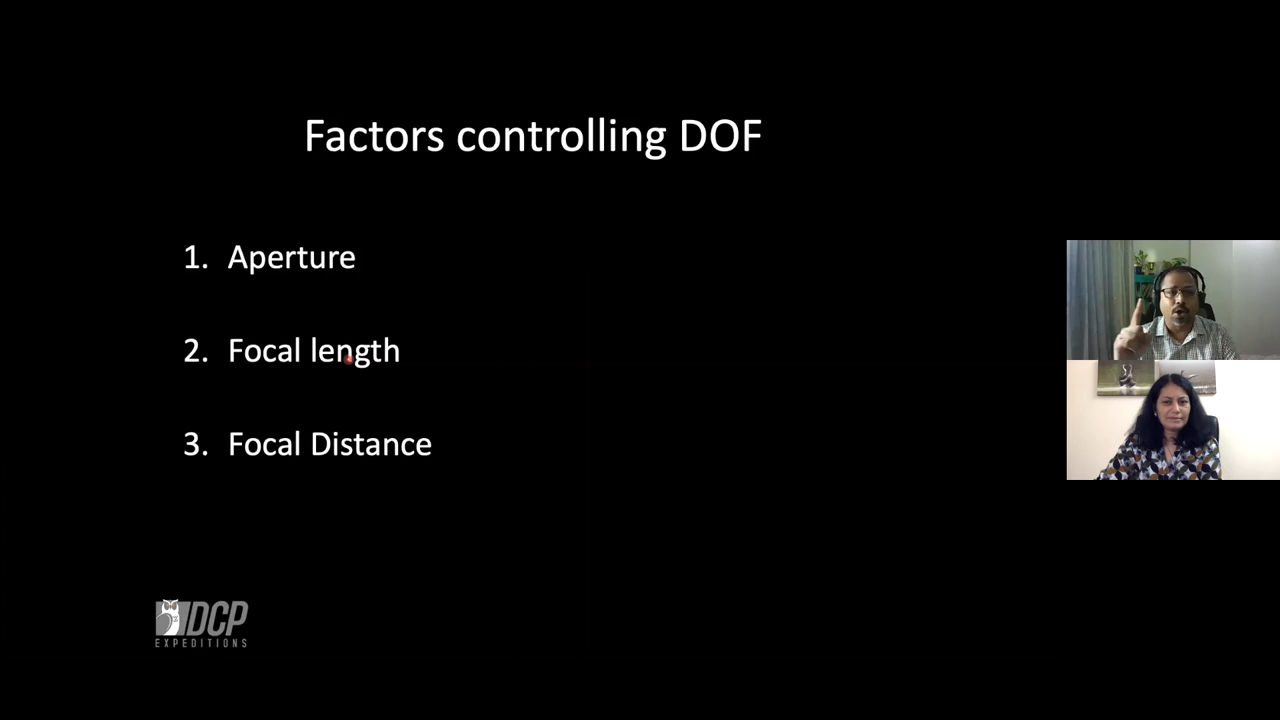 Factors controlling DOF
1. Aperture
2. Focal length
3. Focal Distance
DCP
EXPEDITIONS